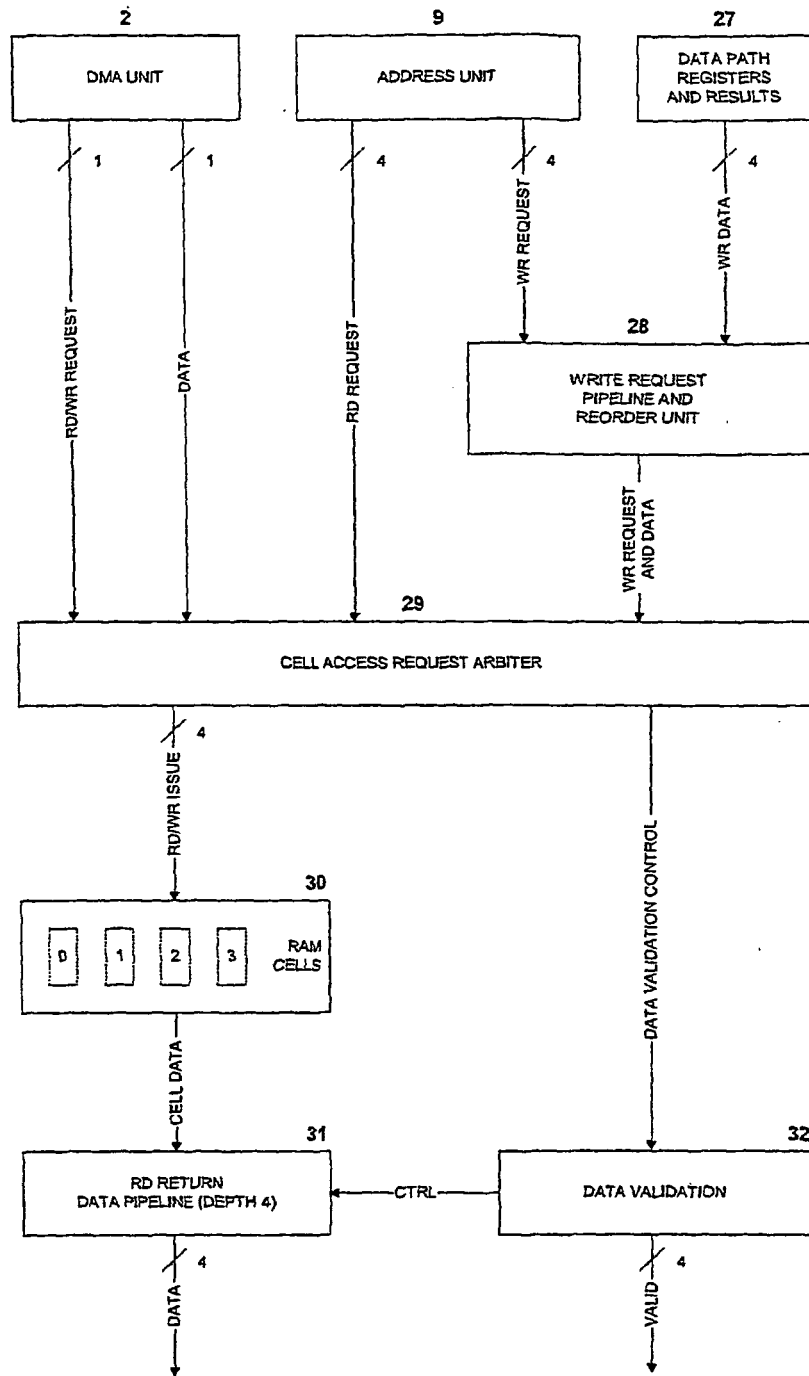 2
9
27
DMA UNIT
ADDRESS UNIT
DATA PATH
REGISTERS
AND RESULTS
1
1
4
4
4
RD/WR REQUEST
DATA
RD REQUEST
WR REQUEST
WR DATA
28
WRITE REQUEST
PIPELINE AND
REORDER UNIT
WR REQUEST
AND DATA
29
CELL ACCESS REQUEST ARBITER
4
RD/WR ISSUE
DATA VALIDATION CONTROL
30
0
1
2
3
RAM
CELLS
CELL DATA
31
32
RD RETURN
DATA PIPELINE (DEPTH 4)
CTRL
DATA VALIDATION
4
4
DATA
VALID